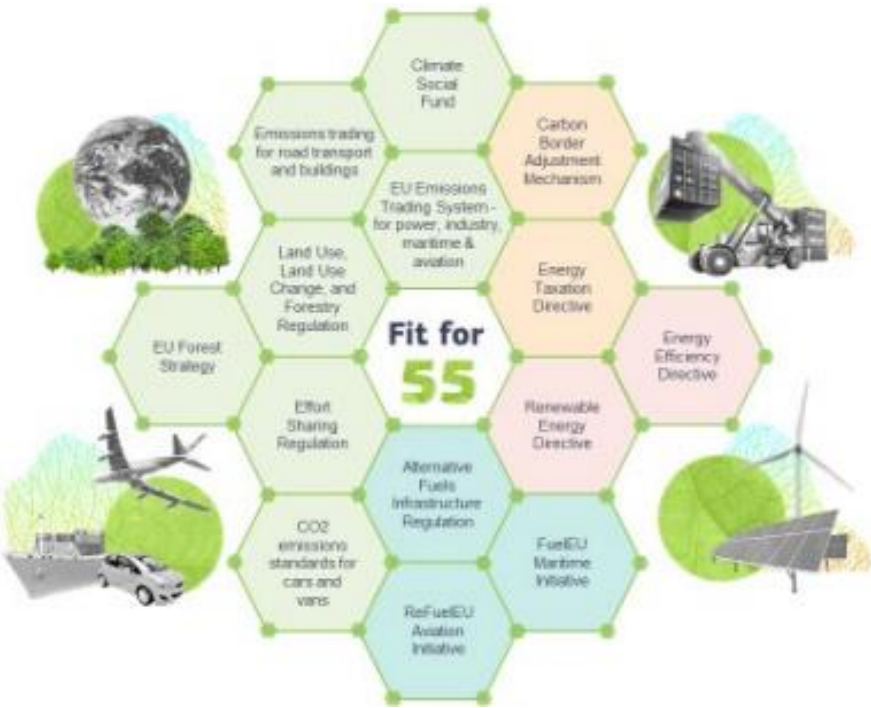 Climate
Social
Fund
Emissions trading
for road transport
and buildings
Carbon
Border
Adjustment
Mechanism
EU Emissions
Trading System -
for power, industry,
maritime &
aviation
Land Use,
Land Use
Change, and
Forestry
Regulation
Energy
Taxation
Directive
EU Forest
Strategy
Fit for
55
Energy
Efficiency
Directive
Effort
Sharing
Regulation
Renewable
Energy
Directive
Alternative
Fuels
Infrastructure
Regulation
CO2
emissions
standards for
cars and
vans
FuelEU
Maritime
Initiative
ReFuelEU
Aviation
Initiative